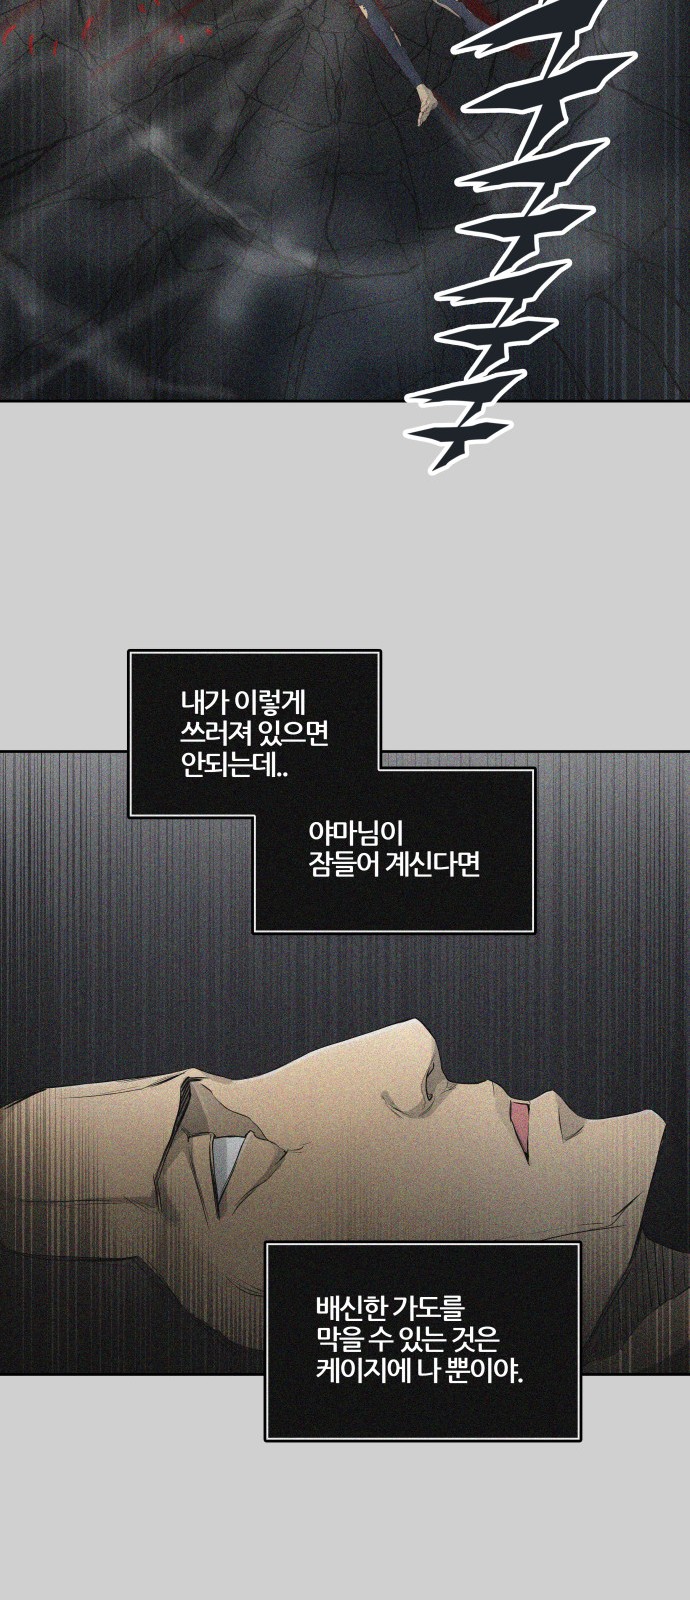 내가 이렇게
쓰러져 있으면
안되는데..
야마님이
잠들어 계신다면
배신한 가도를
막을 수 있는 것은
케이지에 나 뿐이야.